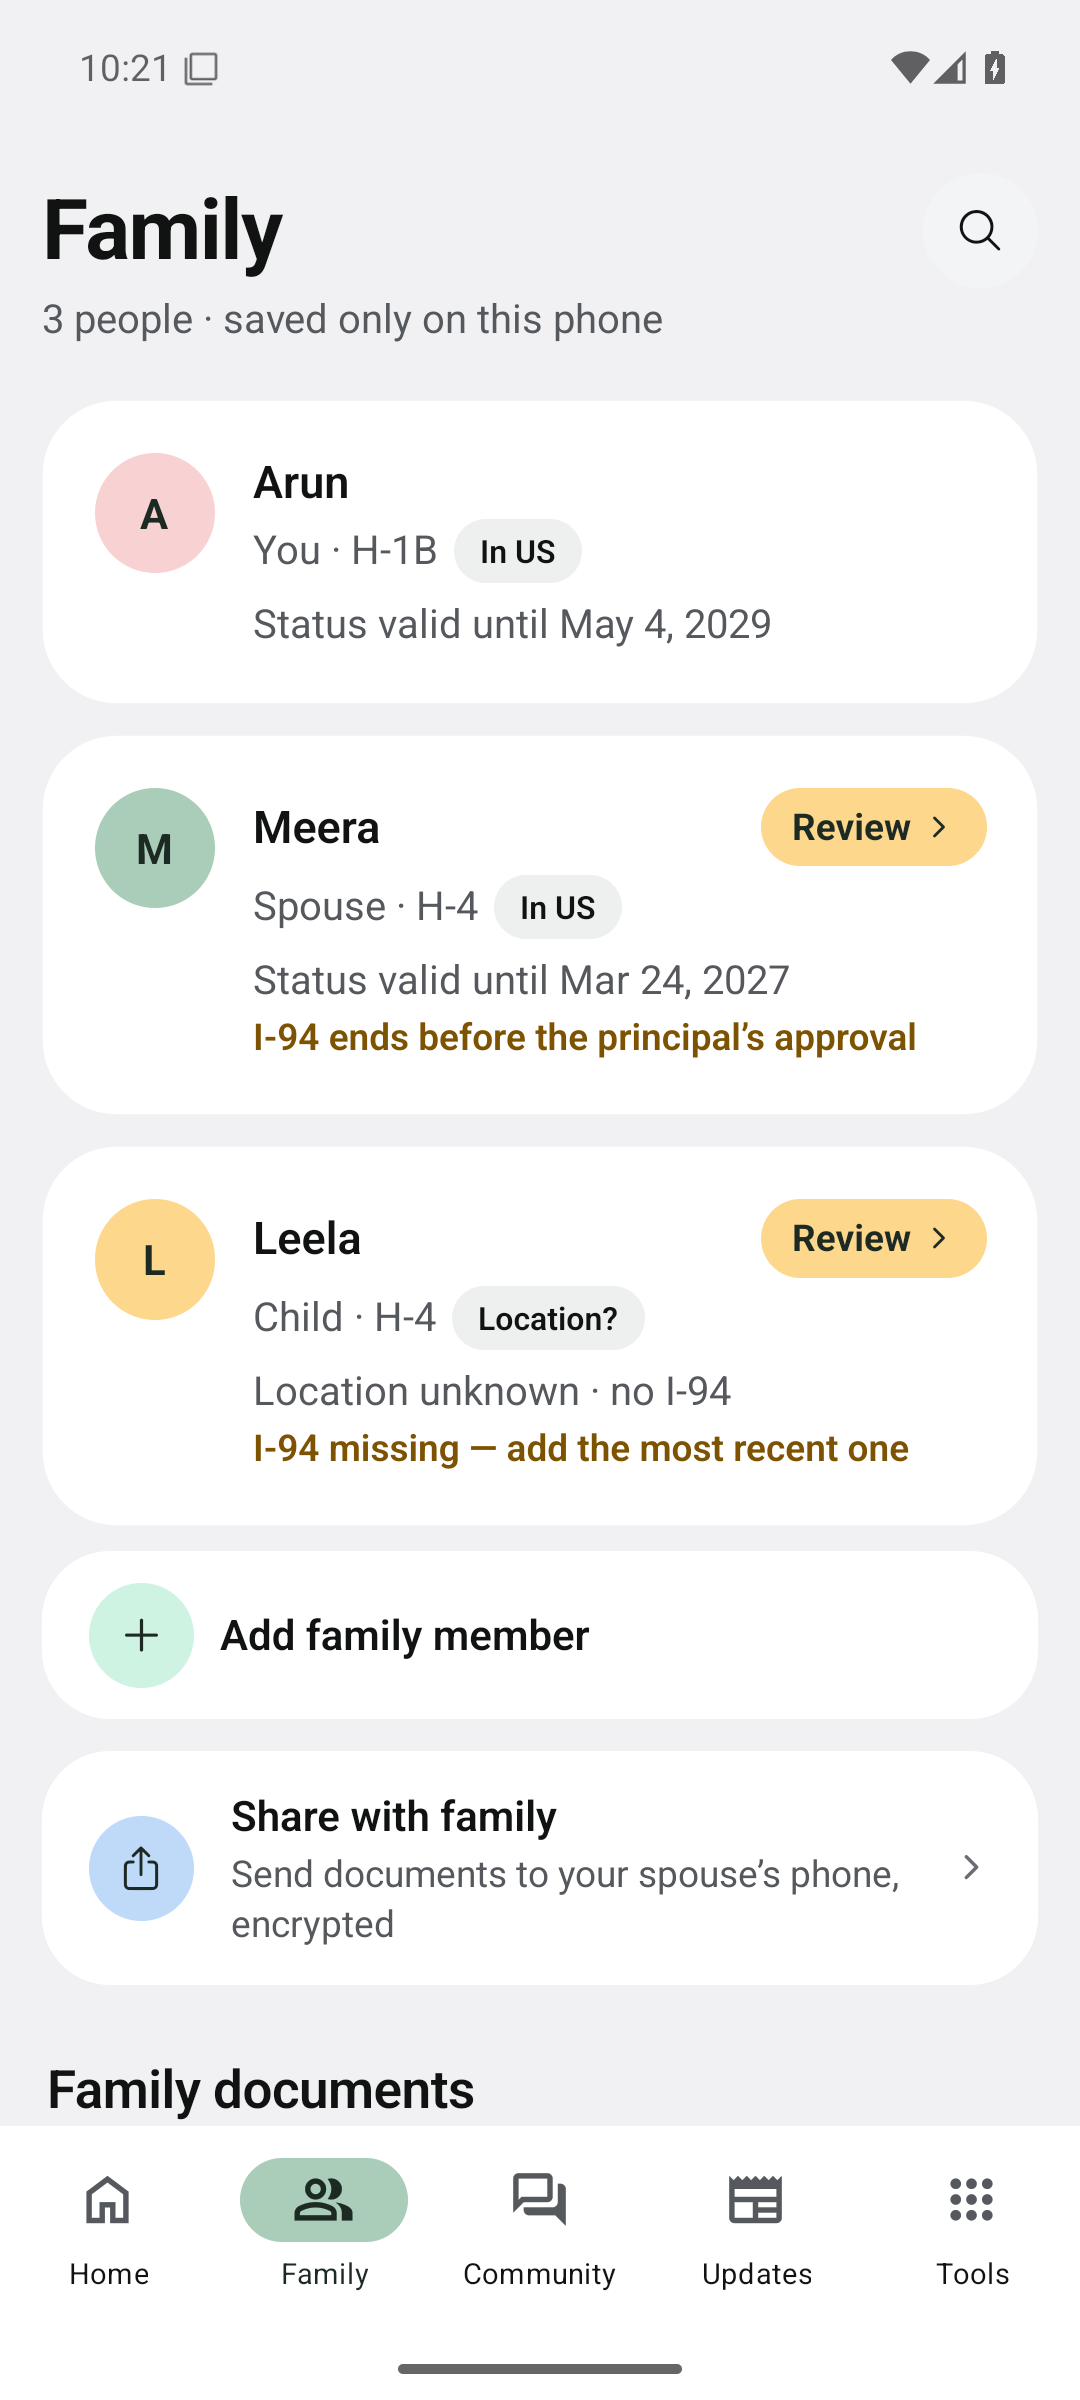 10:21
Family
3 people · saved only on this phone
A
Arun
You · H-1B In US
Status valid until May 4, 2029
M
Meera
Review
Spouse · H-4 In US
Status valid until Mar 24, 2027
I-94 ends before the principal’s approval
L
Leela
Review
Child · H-4 Location?
Location unknown · no I-94
I-94 missing — add the most recent one
Add family member
Share with family
Send documents to your spouse’s phone,
encrypted
Family documents
Home Family Community Updates Tools